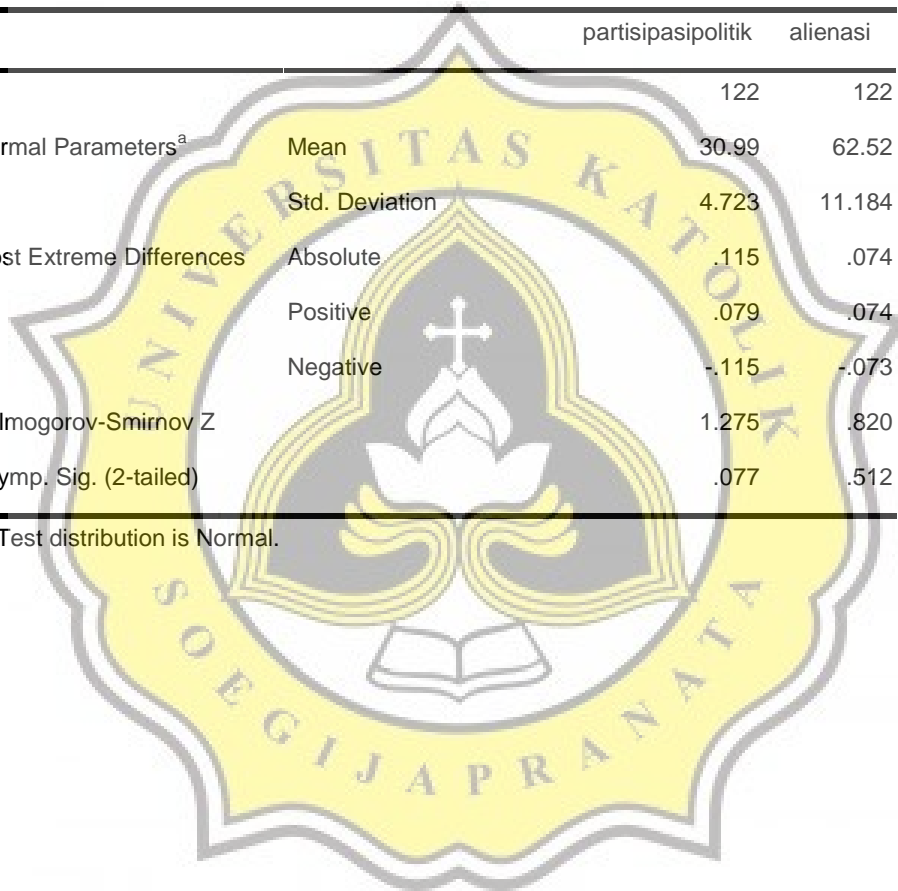 partisipasipolitik alienasi
122 122
rmal Parametersa Mean 30.99 62.52
Std. Deviation 4.723 11.184
st Extreme Differences Absolute .115 .074
Positive .079 .074
Negative -.115 -.073
lmogorov-Smirnov Z 1.275 .820
ymp. Sig. (2-tailed) .077 .512
Test distribution is Normal.
UNIVERSITAS KATOLIK
SOEGIJAPRANATA